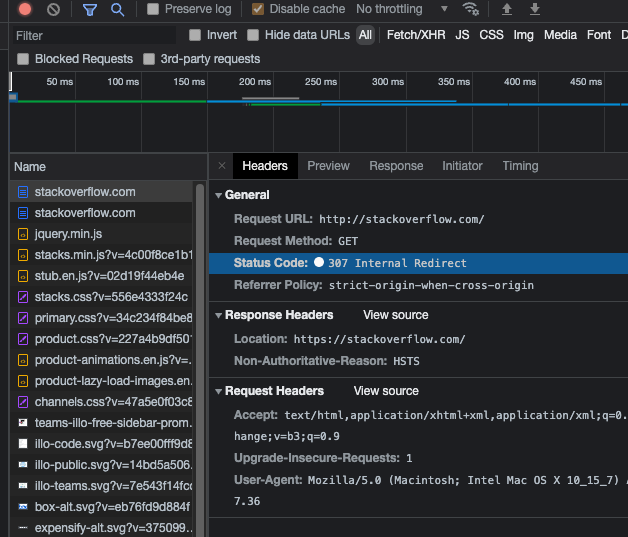 Preserve log Disable cache No throttling
Filter Invert Hide data URLs All Fetch/XHR JS CSS Img Media Font D
Blocked Requests 3rd-party requests
50 ms 100 ms 150 ms 200 ms 250 ms 300 ms 350 ms 400 ms 450 ms
Name
stackoverflow.com
stackoverflow.com
jquery.min.js
stacks.min.js?v=4c00f8ce1b1
stub.en.js?v=02d19f44eb4e
stacks.css?v=556e4333f24c
primary.css?v=34c234f84be8
product.css?v=227a4b9df501
product-animations.en.js?v=..
product-lazy-load-images.en.
channels.css?v=47a5e0f03c8
teams-illo-free-sidebar-prom.
illo-code.svg?v=b7ee00fff9d8
illo-public.svg?v=14bd5a506.
illo-teams.svg?v=7e543f14fcd
box-alt.svg?v=eb76fd9d884f
expensify-alt.svg?v=375099..
× Headers Preview Response Initiator Timing
General
Request URL: http://stackoverflow.com/
Request Method: GET
Status Code: 307 Internal Redirect
Referrer Policy: strict-origin-when-cross-origin
Response Headers View source
Location: https://stackoverflow.com/
Non-Authoritative-Reason: HSTS
Request Headers View source
Accept: text/html,application/xhtml+xml,application/xml;q=0.
hange;v=b3;q=0.9
Upgrade-Insecure-Requests: 1
User-Agent: Mozilla/5.0 (Macintosh; Intel Mac OS X 10_15_7) A
7.36